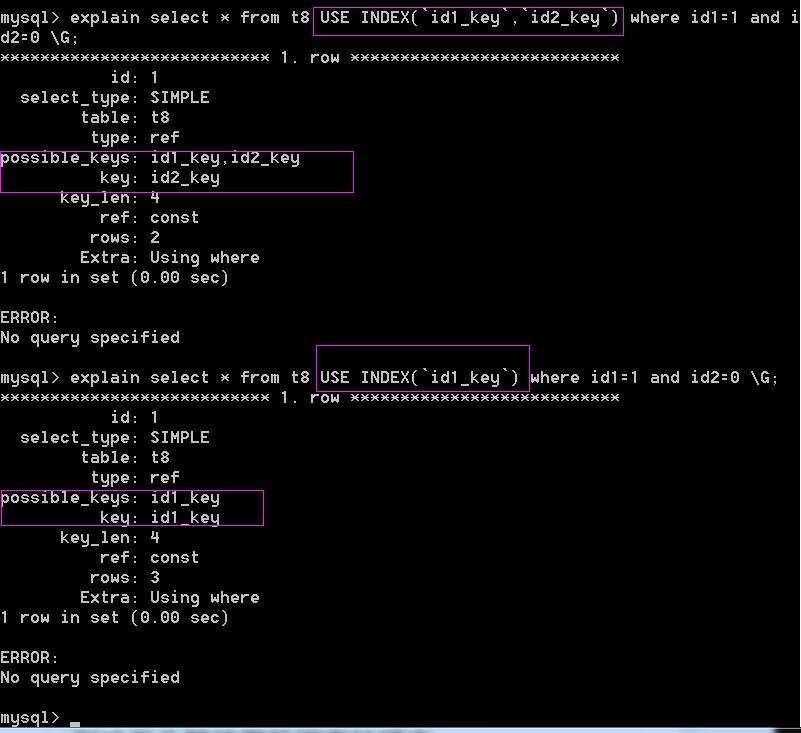 mysql> explain select * from t8 USE INDEX(`id1_key`,`id2_key`) where id1=1 and i
d2=0 \G;
*************************** 1. row ***************************
id: 1
select_type: SIMPLE
table: t8
type: ref
possible_keys: id1_key,id2_key
key: id2_key
key_len: 4
ref: const
rows: 2
Extra: Using where
1 row in set (0.00 sec)
ERROR:
No query specified
mysql> explain select * from t8 USE INDEX(`id1_key`) where id1=1 and id2=0 \G;
*************************** 1. row ***************************
id: 1
select_type: SIMPLE
table: t8
type: ref
possible_keys: id1_key
key: id1_key
key_len: 4
ref: const
rows: 3
Extra: Using where
1 row in set (0.00 sec)
ERROR:
No query specified
mysql> _